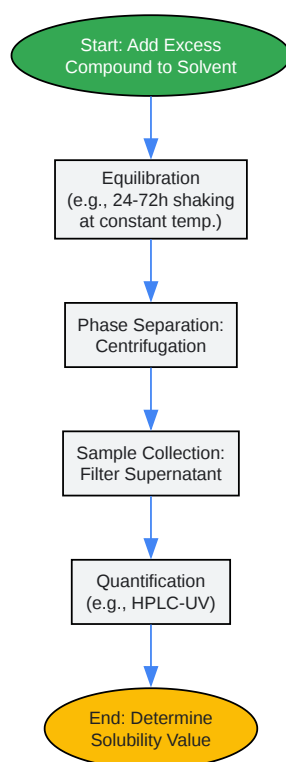 Start: Add Excess
Compound to Solvent
Equilibration
(e.g., 24-72h shaking
at constant temp.)
Phase Separation:
Centrifugation
Sample Collection:
Filter Supernatant
Quantification
(e.g., HPLC-UV)
End: Determine
Solubility Value